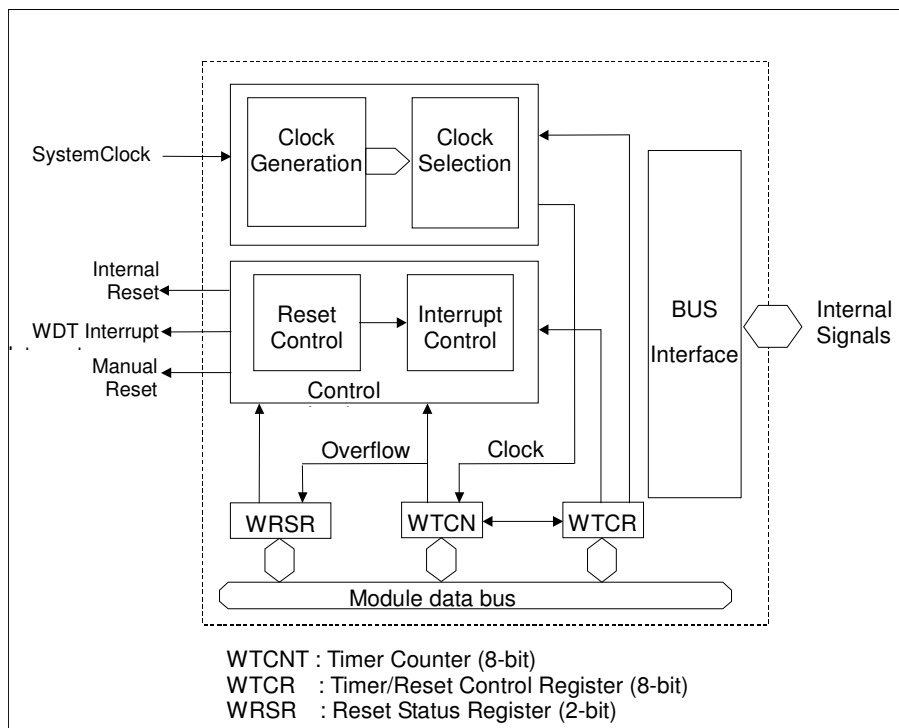 SystemClock
Clock
Generation
Clock
Selection
Internal
Reset
WDT Interrupt
Manual
Reset
Reset
Control
Interrupt
Control
Control
BUS
Interface
Internal
Signals
Overflow
Clock
WRSR
WTCN
WTCR
Module data bus
WTCNT : Timer Counter (8-bit)
WTCR : Timer/Reset Control Register (8-bit)
WRSR : Reset Status Register (2-bit)